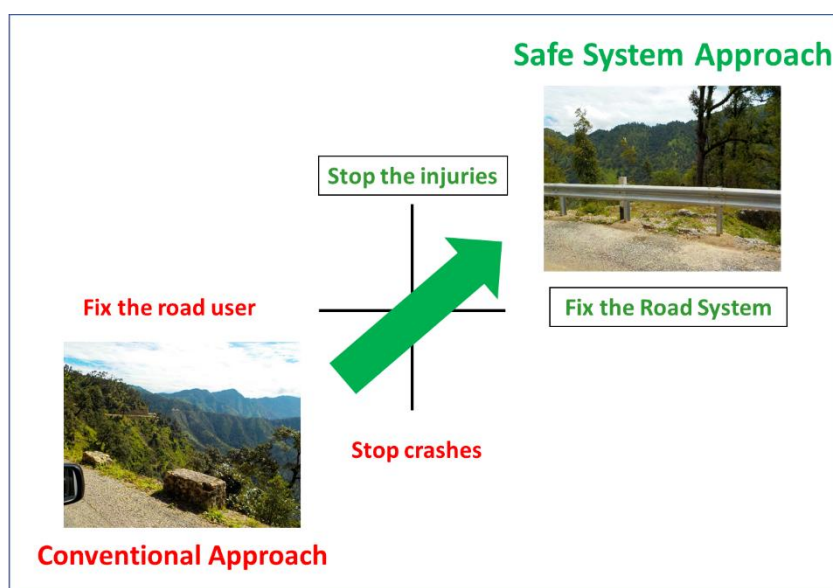 Safe System Approach
Stop the injuries
Fix the road user
Fix the Road System
Stop crashes
Conventional Approach